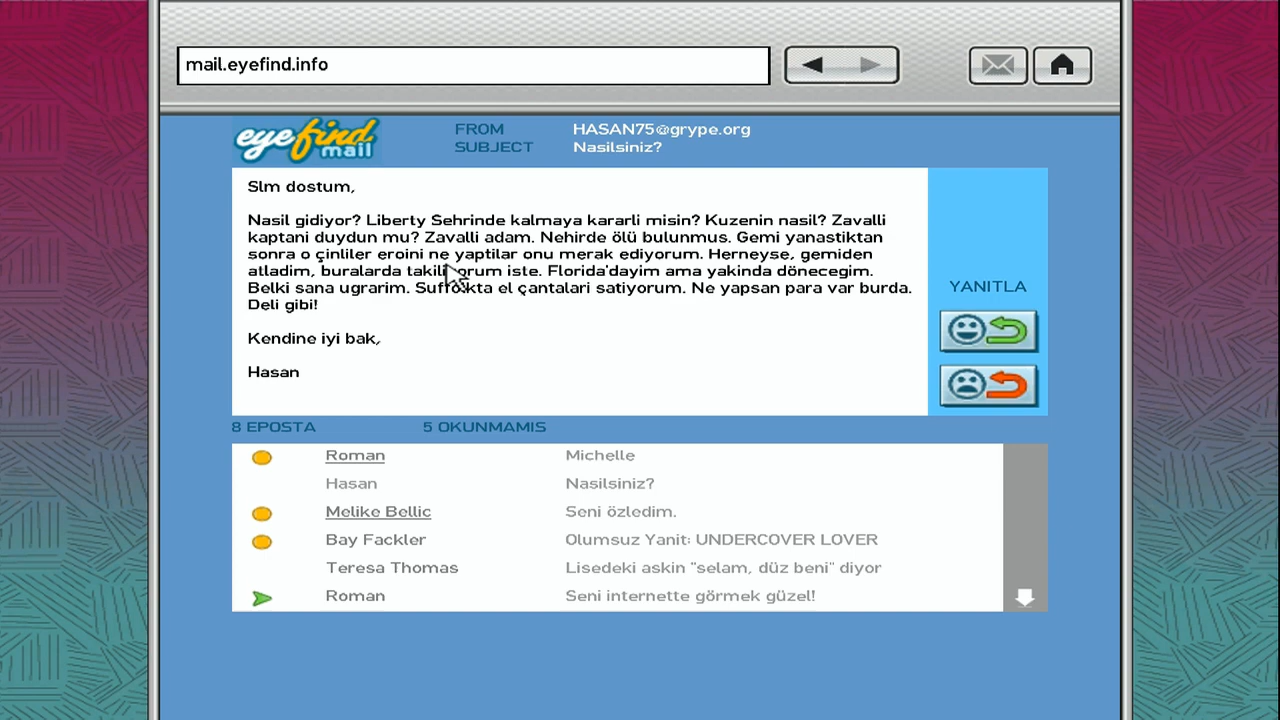 mail.eyefind.info
eyefind mail
FROM HASAN75@grype.org
SUBJECT Nasilsiniz?
Slm dostum,
Nasil gidiyor? Liberty Sehrinde kalmaya kararli misin? Kuzenin nasil? Zavalli
kaptani duydun mu? Zavalli adam. Nehirde ölü bulunmus. Gemi yanastiktan
sonra o çinliler eroini ne yaptilar onu merak ediyorum. Herneyse, gemiden
atladim, buralarda iste. Florida'dayim ama yakinda dönecegim.
Belki sana ugrarim. Suffolkta el çantalari satiyorum. Ne yapsan para var burda.
Deli gibi!
Kendine iyi bak,
Hasan
YANITLA
8 EPOSTA 5 OKUNMAMIS
Roman Michelle
Hasan Nasilsiniz?
Melike Bellic Seni özledim.
Bay Fackler Olumsuz Yanit: UNDERCOVER LOVER
Teresa Thomas Lisedeki askin "selam, düz beni" diyor
Roman Seni internette görmek güzel!